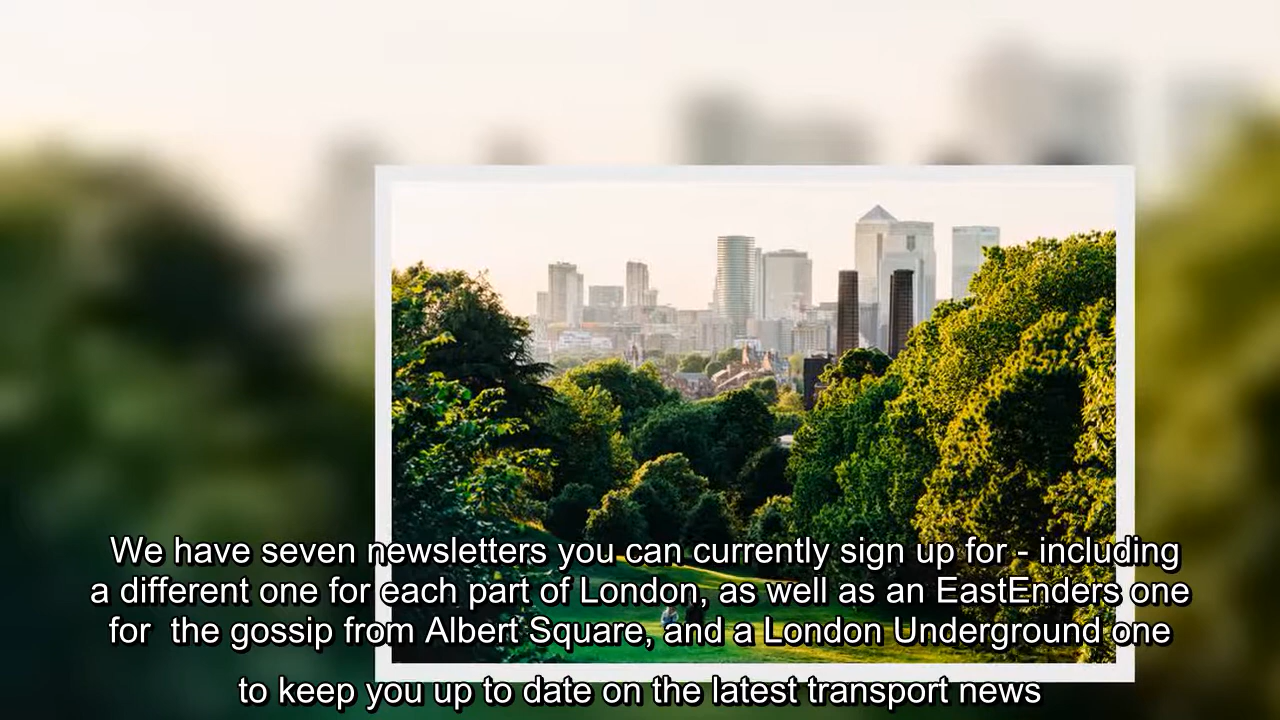 We have seven newsletters you can currently sign up for - including
a different one for each part of London, as well as an EastEnders one
for  the gossip from Albert Square, and a London Underground one
to keep you up to date on the latest transport news